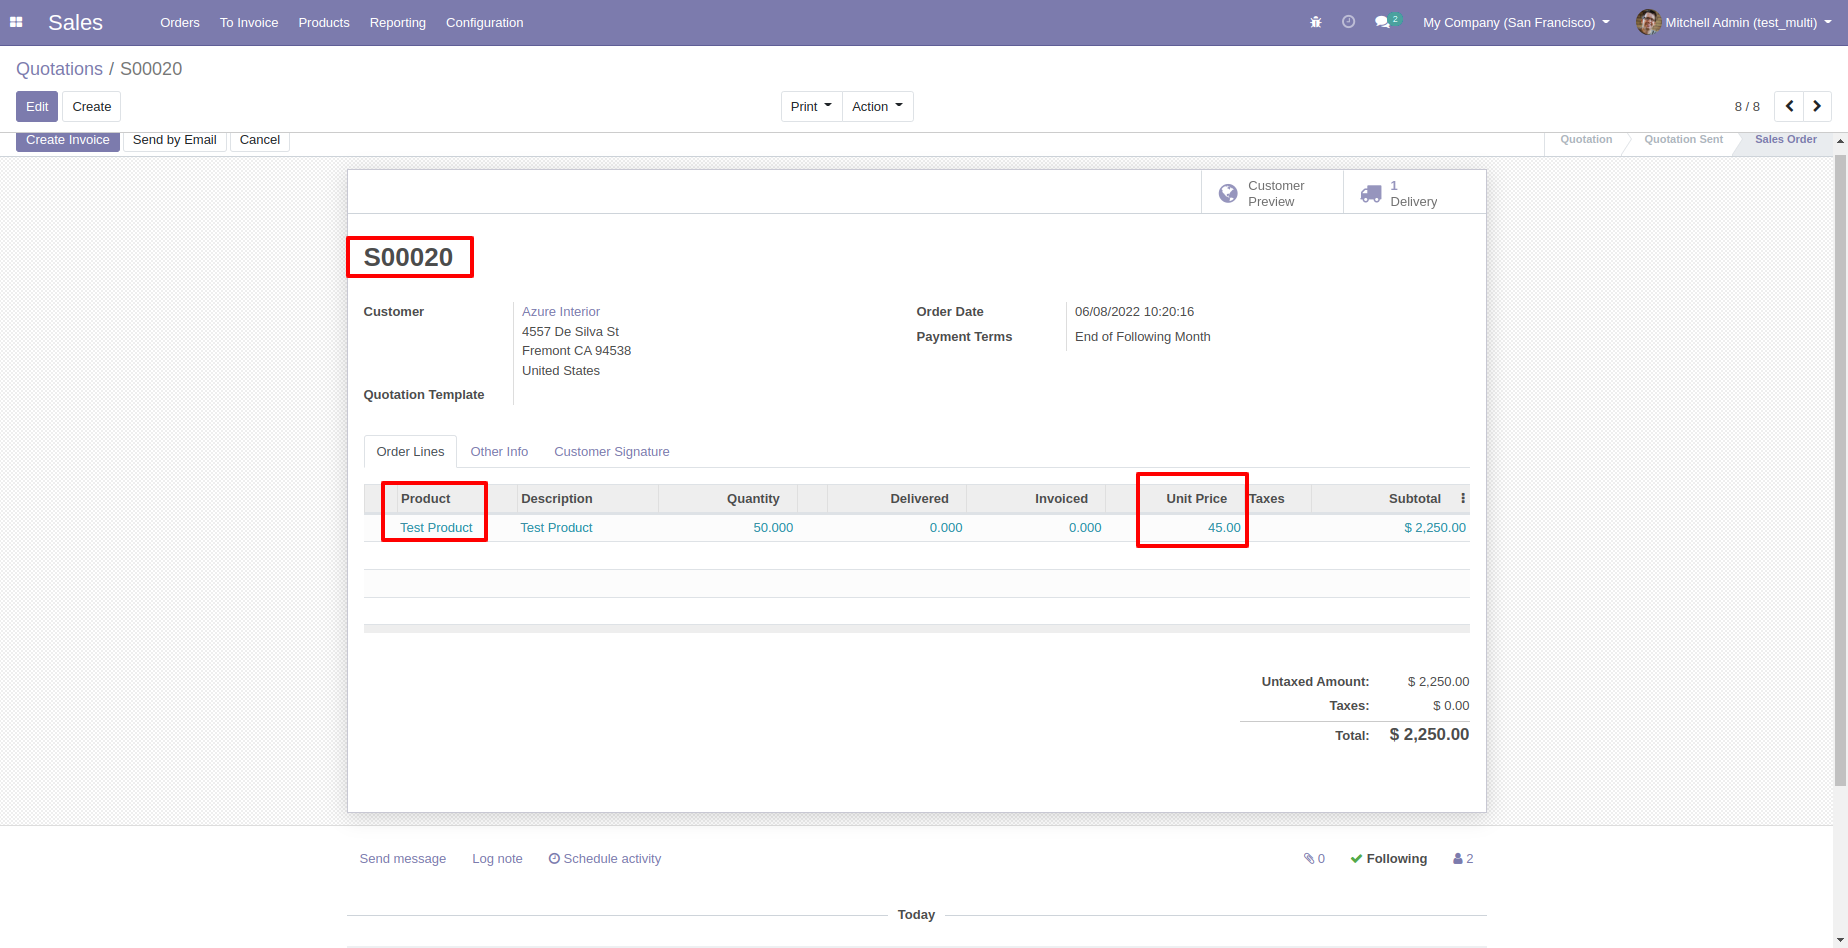 Sales Orders To Invoice Products Reporting Configuration 2 My Company (San Francisco) Mitchell Admin (test_multi)
Quotations / S00020
Edit Create Print Action 8 / 8
Create Invoice Send by Email Cancel Quotation Quotation Sent Sales Order
Customer Preview
1 Delivery
S00020
Customer Azure Interior
4557 De Silva St
Fremont CA 94538
United States
Order Date 06/08/2022 10:20:16
Payment Terms End of Following Month
Quotation Template
Order Lines Other Info Customer Signature
Product Description Quantity Delivered Invoiced Unit Price Taxes Subtotal
Test Product Test Product 50.000 0.000 0.000 45.00 $ 2,250.00
Untaxed Amount: $ 2,250.00
Taxes: $ 0.00
Total: $ 2,250.00
Send message Log note Schedule activity 0 Following 2
Today